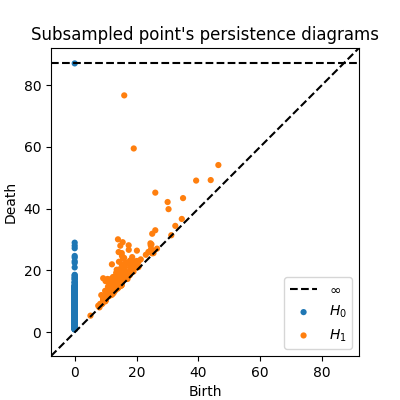 Subsampled point's persistence diagrams
Death
80
60
40
20
0
∞
H₀
H₁
0 20 40 60 80
Birth